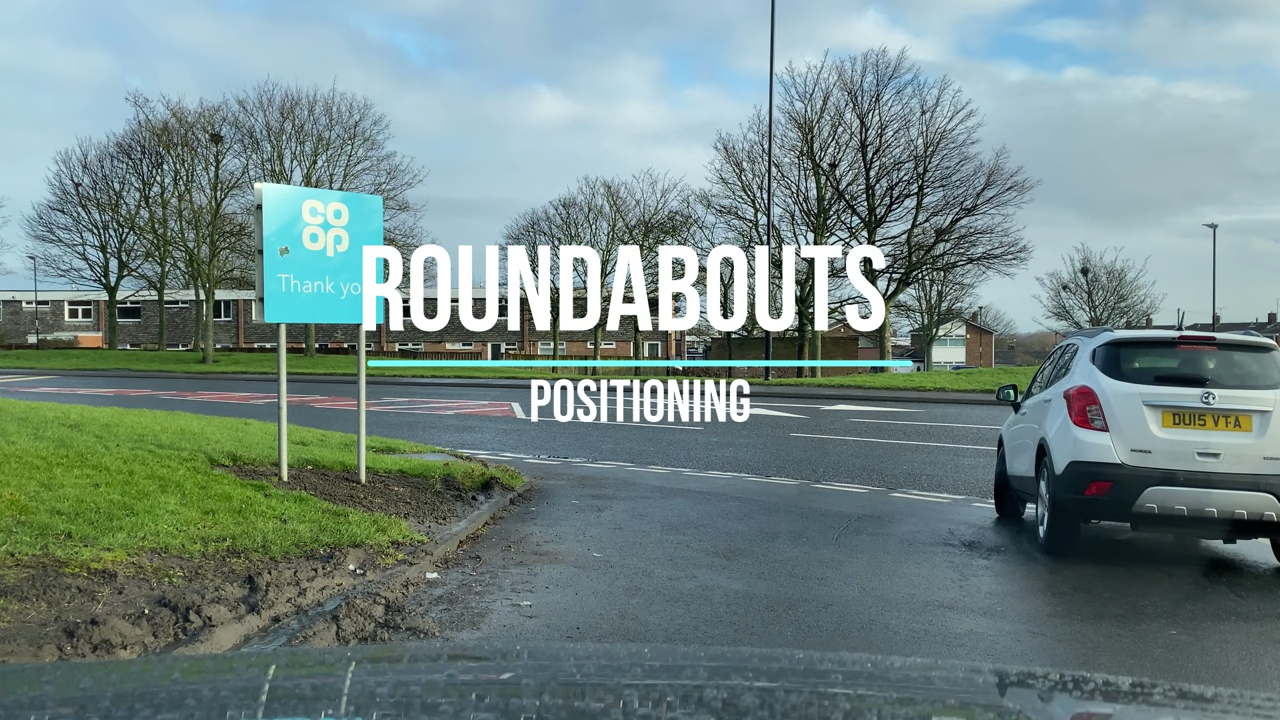 co
op
Thank yo
ROUNDABOUTS
POSITIONING
DU15 VTA